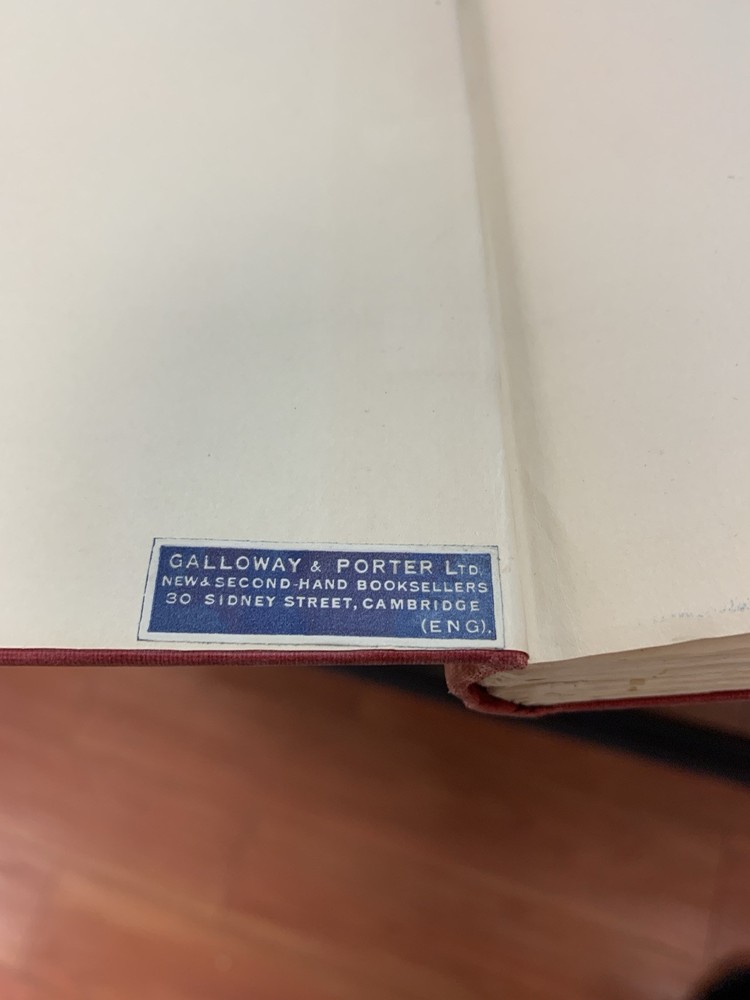 GALLOWAY & PORTER LTD.
NEW & SECOND-HAND BOOKSELLERS
30 SIDNEY STREET, CAMBRIDGE
(ENG).